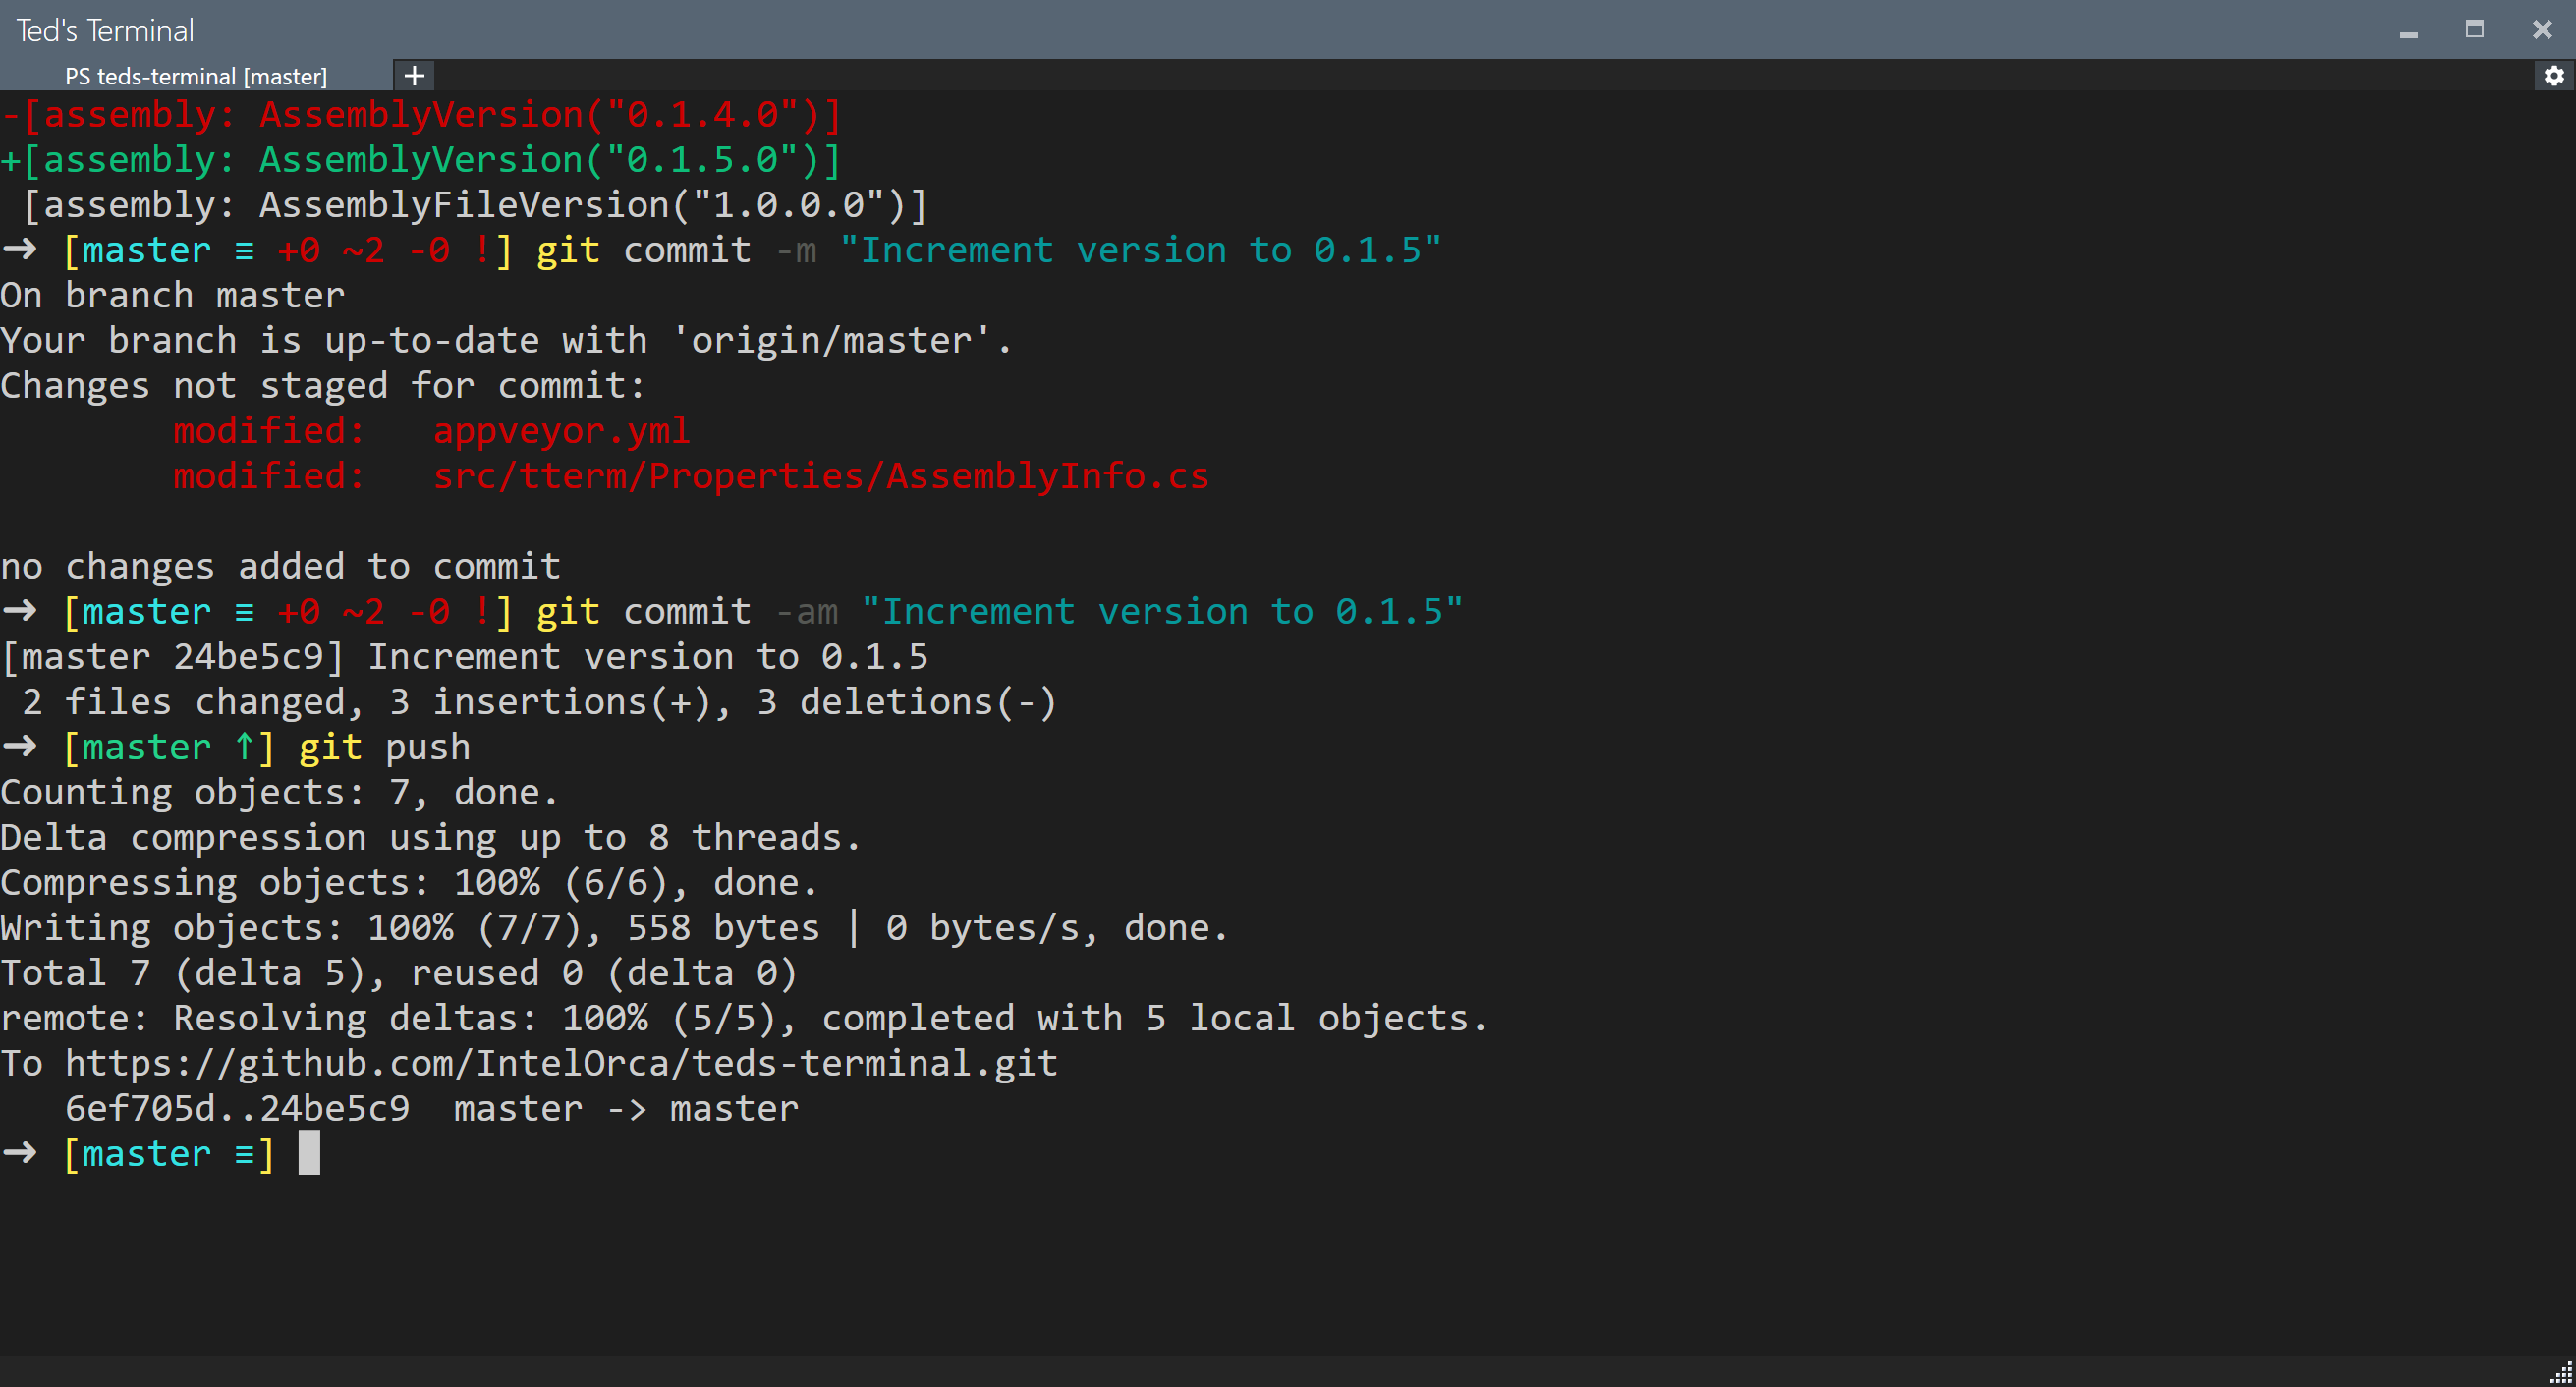 Ted's Terminal
PS teds-terminal [master]
-[assembly: AssemblyVersion("0.1.4.0")]
+[assembly: AssemblyVersion("0.1.5.0")]
 [assembly: AssemblyFileVersion("1.0.0.0")]
➜ [master ≡ +0 ~2 -0 !] git commit -m "Increment version to 0.1.5"
On branch master
Your branch is up-to-date with 'origin/master'.
Changes not staged for commit:
        modified:   appveyor.yml
        modified:   src/tterm/Properties/AssemblyInfo.cs

no changes added to commit
➜ [master ≡ +0 ~2 -0 !] git commit -am "Increment version to 0.1.5"
[master 24be5c9] Increment version to 0.1.5
 2 files changed, 3 insertions(+), 3 deletions(-)
➜ [master ↑] git push
Counting objects: 7, done.
Delta compression using up to 8 threads.
Compressing objects: 100% (6/6), done.
Writing objects: 100% (7/7), 558 bytes | 0 bytes/s, done.
Total 7 (delta 5), reused 0 (delta 0)
remote: Resolving deltas: 100% (5/5), completed with 5 local objects.
To https://github.com/IntelOrca/teds-terminal.git
   6ef705d..24be5c9  master -> master
➜ [master ≡]